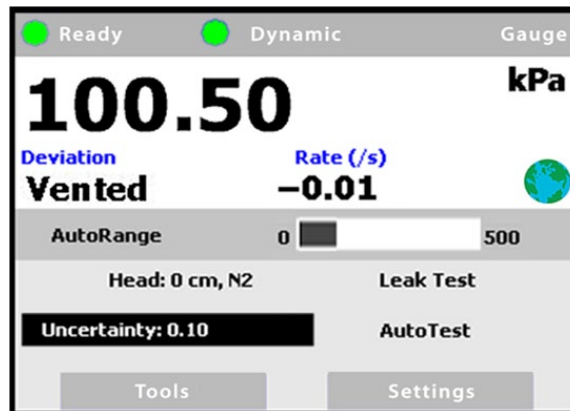 Ready Dynamic Gauge
100.50 kPa
Deviation Rate (/s)
Vented −0.01
AutoRange 0 500
Head: 0 cm, N2 Leak Test
Uncertainty: 0.10 AutoTest
Tools Settings